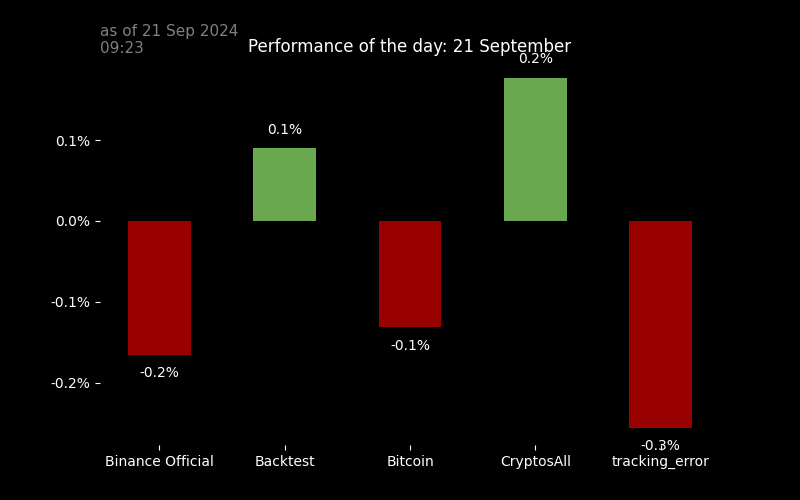 as of 21 Sep 2024
09:23
Performance of the day: 21 September
0.2%
0.1%
0.1%
0.0%
-0.1%
-0.1%
-0.2%
-0.2%
-0.3%
Binance Official
Backtest
Bitcoin
CryptosAll
tracking_error